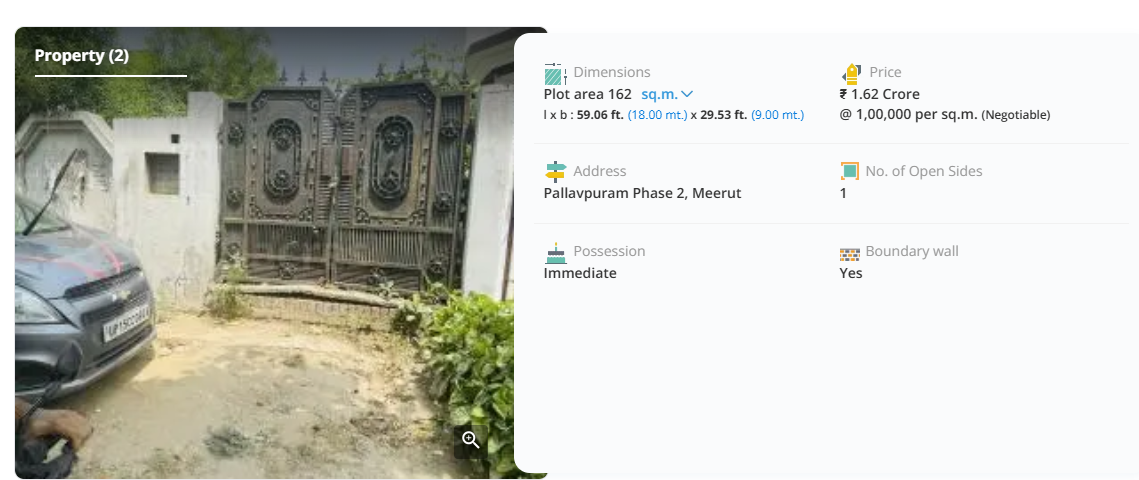 Property (2)
Dimensions
Plot area 162 sq.m.
l x b : 59.06 ft. (18.00 mt.) x 29.53 ft. (9.00 mt.)
Price
₹ 1.62 Crore
@ 1,00,000 per sq.m. (Negotiable)
Address
Pallavpuram Phase 2, Meerut
No. of Open Sides
1
Possession
Immediate
Boundary wall
Yes